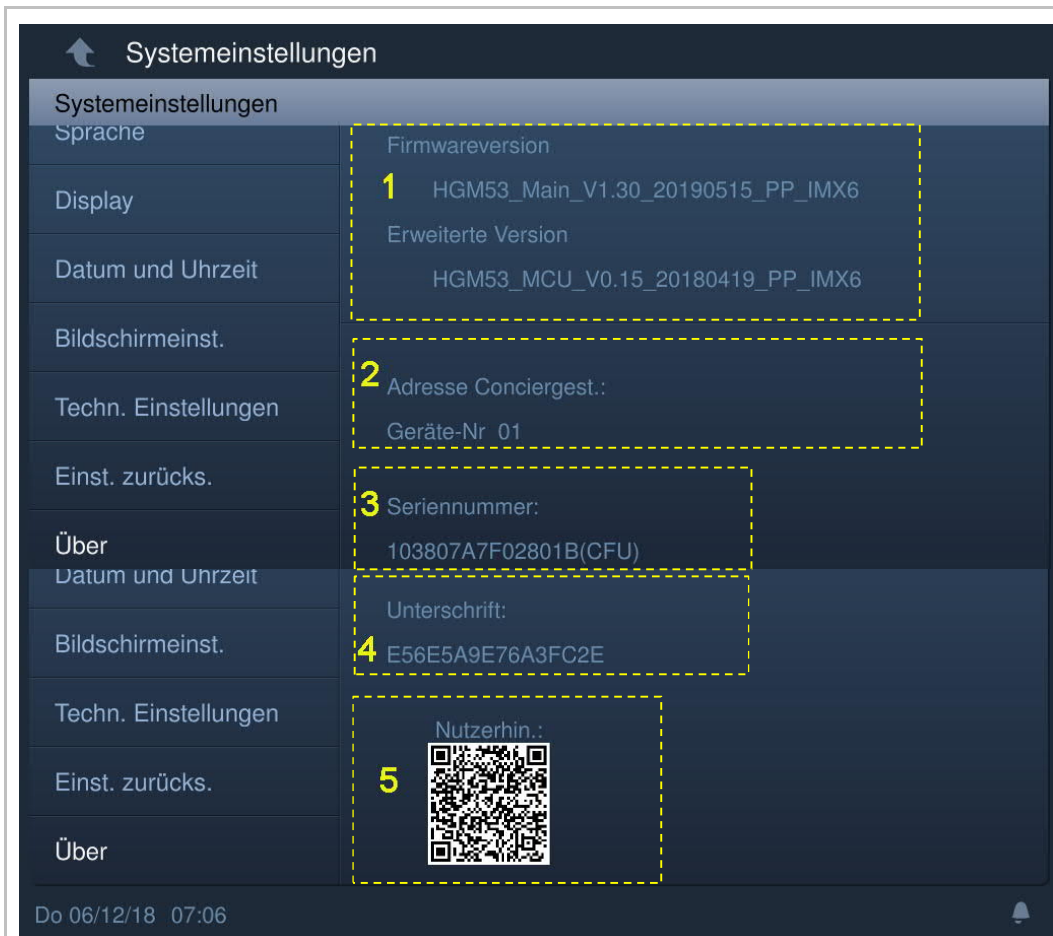 Systemeinstellungen
Systemeinstellungen
Sprache
Display
Datum und Uhrzeit
Bildschirmeinst.
Techn. Einstellungen
Einst. zurücks.
Über
Datum und Uhrzeit
Bildschirmeinst.
Techn. Einstellungen
Einst. zurücks.
Über
Firmwareversion
1 HGM53_Main_V1.30_20190515_PP_IMX6
Erweiterte Version
HGM53_MCU_V0.15_20180419_PP_IMX6
2
Adresse Conciergest.:
Geräte-Nr 01
3 Seriennummer:
103807A7F02801B(CFU)
Unterschrift:
4 E56E5A9E76A3FC2E
Nutzerhin.:
5
Do 06/12/18 07:06